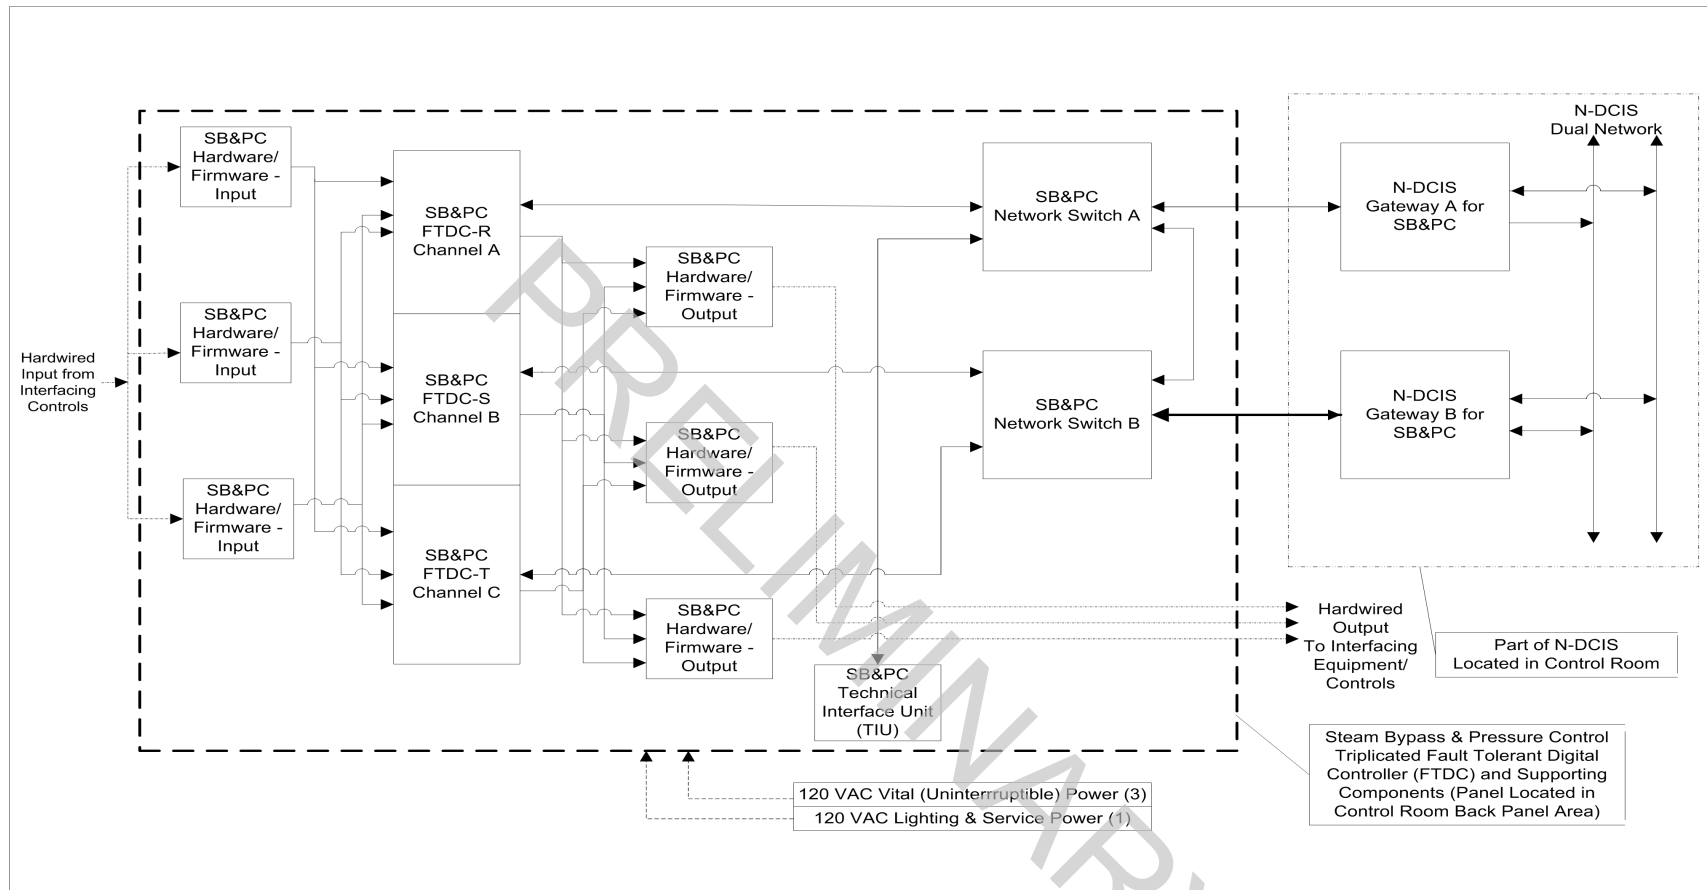 N-DCIS
Dual Network
SB&PC
Hardware/
Firmware -
Input
SB&PC
FTDC-R
Channel A
SB&PC
Network Switch A
N-DCIS
Gateway A for
SB&PC
SB&PC
Hardware/
Firmware -
Output
SB&PC
Hardware/
Firmware -
Input
Hardwired
Input from
Interfacing
Controls
SB&PC
FTDC-S
Channel B
SB&PC
Network Switch B
N-DCIS
Gateway B for
SB&PC
SB&PC
Hardware/
Firmware -
Output
SB&PC
Hardware/
Firmware -
Input
SB&PC
FTDC-T
Channel C
SB&PC
Hardware/
Firmware -
Output
Hardwired
Output
To Interfacing
Equipment/
Controls
Part of N-DCIS
Located in Control Room
SB&PC
Technical
Interface Unit
(TIU)
Steam Bypass & Pressure Control
Triplicated Fault Tolerant Digital
Controller (FTDC) and Supporting
Components (Panel Located in
Control Room Back Panel Area)
120 VAC Vital (Uninterrruptible) Power (3)
120 VAC Lighting & Service Power (1)
PRELIMINARY